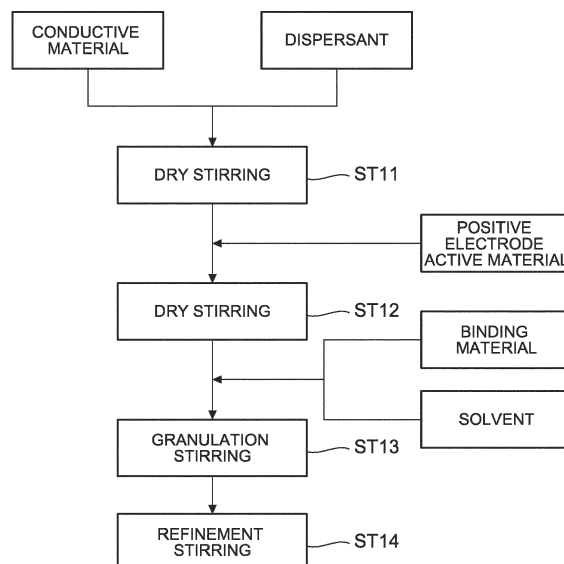 CONDUCTIVE
MATERIAL
DISPERSANT
DRY STIRRING
ST11
POSITIVE
ELECTRODE
ACTIVE MATERIAL
DRY STIRRING
ST12
BINDING
MATERIAL
SOLVENT
GRANULATION
STIRRING
ST13
REFINEMENT
STIRRING
ST14